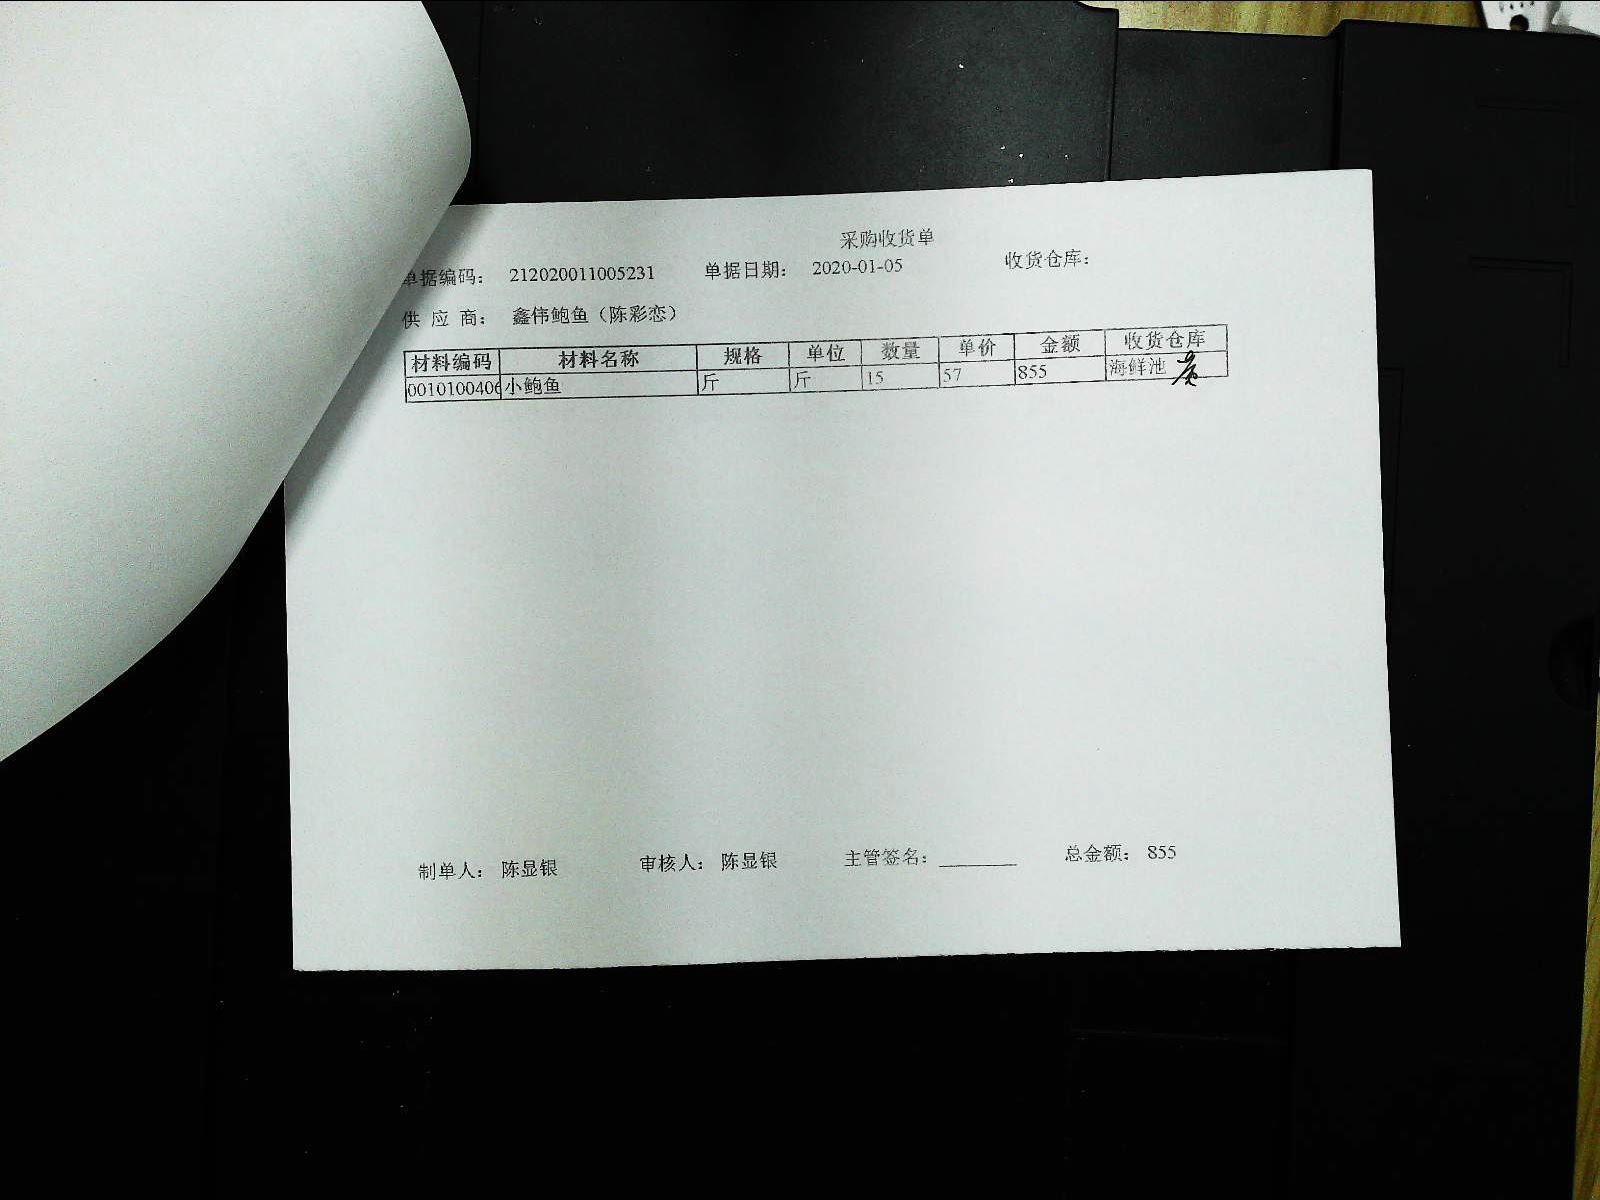 采购收货单
单据编码： 212020011005231 单据日期： 2020-01-05 收货仓库：
供 应 商： 鑫伟鲍鱼（陈彩恋）
材料编码 材料名称 规格 单位 数量 单价 金额 收货仓库
0010100406 小鲍鱼 斤 斤 15 57 855 海鲜池
制单人： 陈显银 审核人： 陈显银 主管签名：________ 总金额： 855